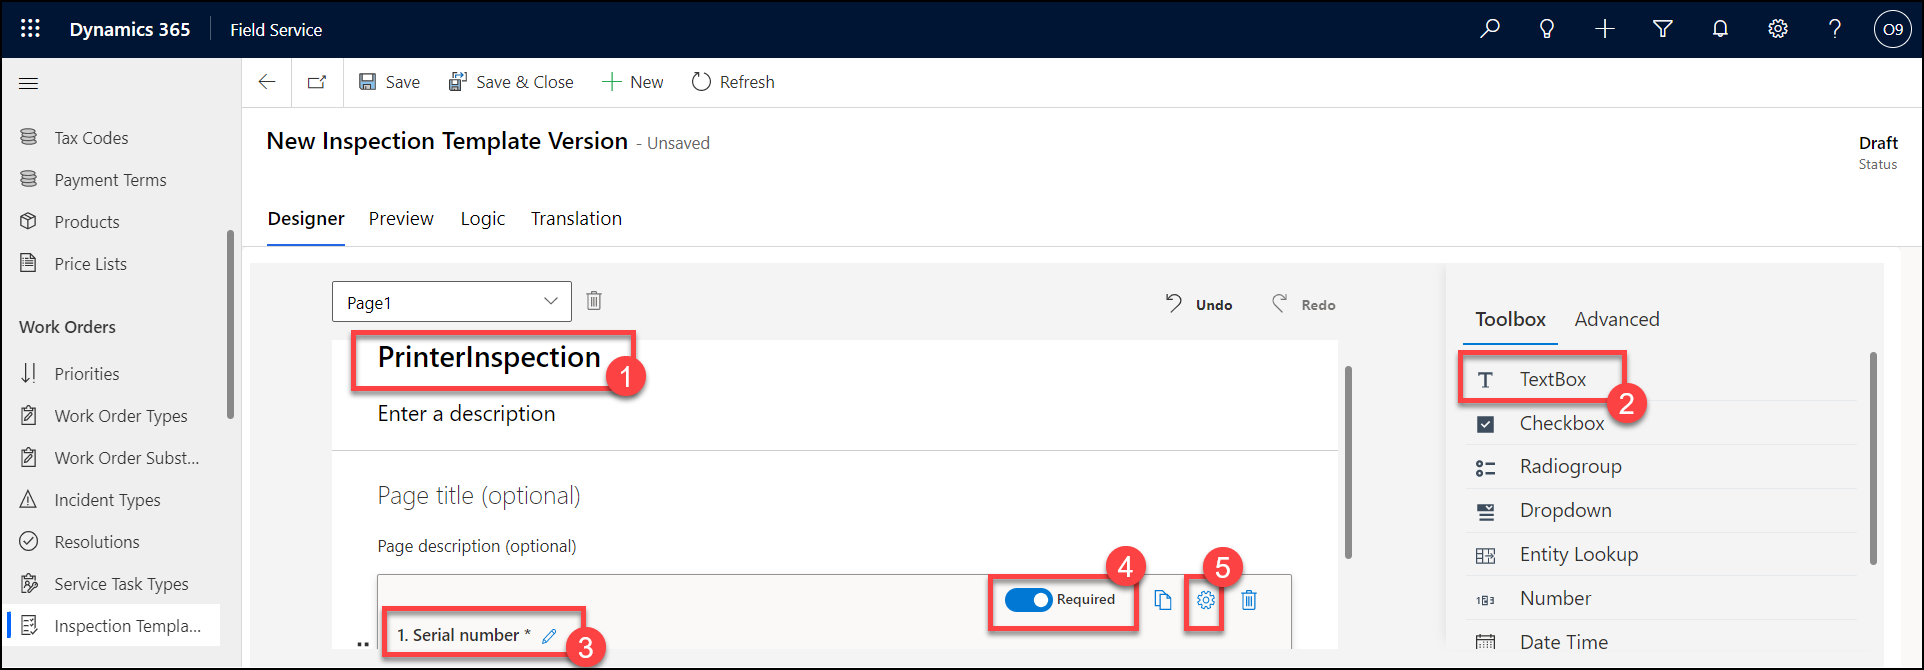 Dynamics 365 Field Service O9
Save Save & Close New Refresh
New Inspection Template Version - Unsaved
Draft
Status
Tax Codes
Payment Terms
Products
Price Lists
Work Orders
Priorities
Work Order Types
Work Order Subst...
Incident Types
Resolutions
Service Task Types
Inspection Templa...
Designer Preview Logic Translation
Page1
Undo Redo
PrinterInspection
1
Enter a description
Page title (optional)
Page description (optional)
4
5
Required
1. Serial number *
3
Toolbox Advanced
TextBox
2
Checkbox
Radiogroup
Dropdown
Entity Lookup
Number
Date Time